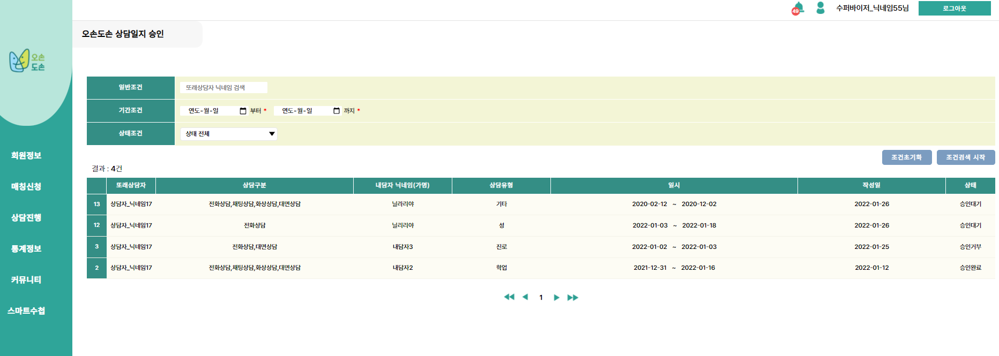 49 수퍼바이저_닉네임55님 로그아웃
오손도손 상담일지 승인
오손
도손
일반조건 또래상담자 닉네임 검색
기간조건 연도-월-일 부터 * 연도-월-일 까지 *
상태조건 상태 전체
회원정보
매칭신청
상담진행
통계정보
커뮤니티
스마트수첩
조건초기화 조건검색 시작
결과 : 4건
또래상담자 상담구분 내담자 닉네임(가명) 상담유형 일시 작성일 상태
13 상담자_닉네임17 전화상담,채팅상담,화상상담,대면상담 닐라리야 기타 2020-02-12 ~ 2020-12-02 2022-01-26 승인대기
12 상담자_닉네임17 전화상담 닐리리야 성 2022-01-03 ~ 2022-01-18 2022-01-26 승인대기
3 상담자_닉네임17 전화상담,대면상담 내담자3 진로 2022-01-02 ~ 2022-01-03 2022-01-25 승인거부
2 상담자_닉네임17 전화상담,채팅상담,화상상담,대면상담 내담자2 학업 2021-12-31 ~ 2022-01-16 2022-01-12 승인완료
1